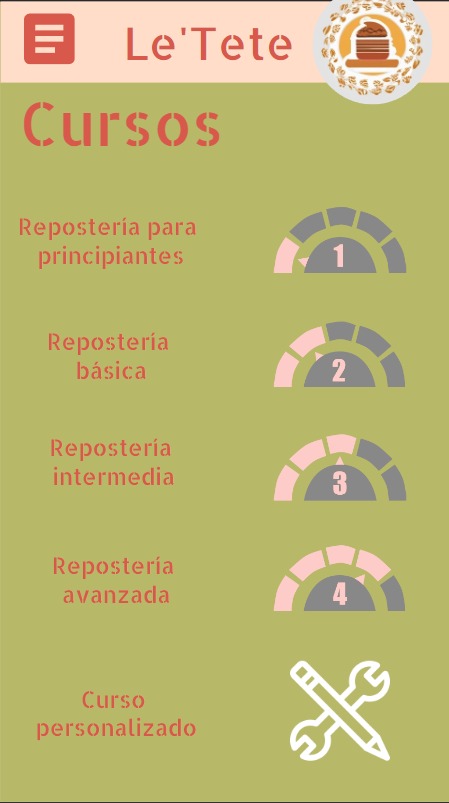 Le'Tete
Cursos
Repostería para
principiantes
1
Repostería
básica
2
Repostería
intermedia
3
Repostería
avanzada
4
Curso
personalizado